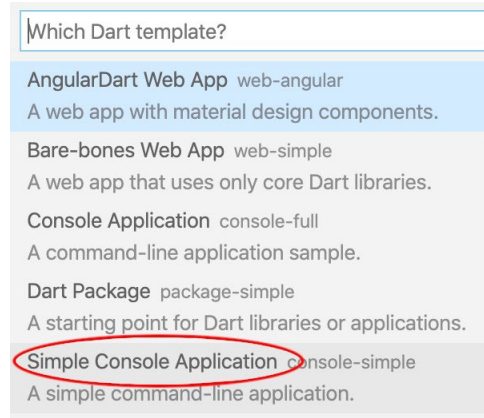 Which Dart template?
AngularDart Web App web-angular
A web app with material design components.
Bare-bones Web App web-simple
A web app that uses only core Dart libraries.
Console Application console-full
A command-line application sample.
Dart Package package-simple
A starting point for Dart libraries or applications.
Simple Console Application console-simple
A simple command-line application.